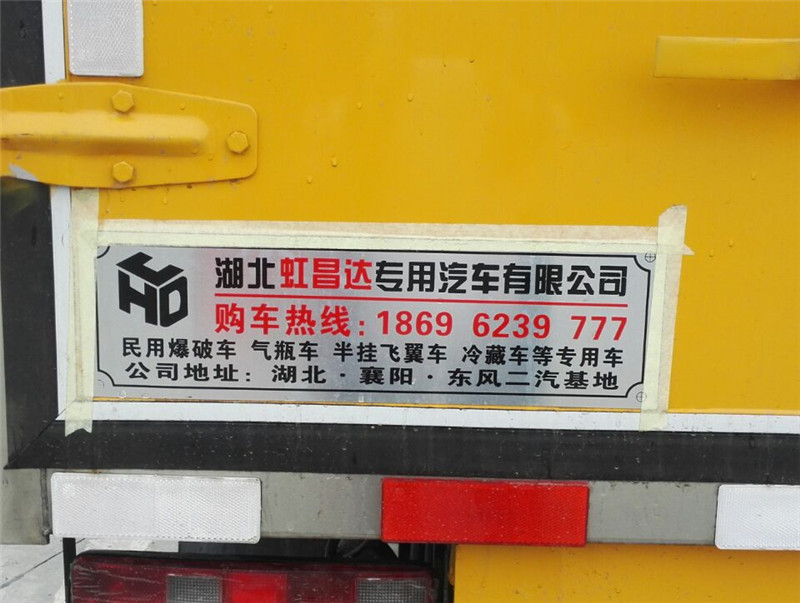 HCD
湖北虹昌达专用汽车有限公司
购车热线:1869 6239 777
民用爆破车 气瓶车 半挂飞翼车 冷藏车等专用车
公司地址:湖北·襄阳·东风二汽基地